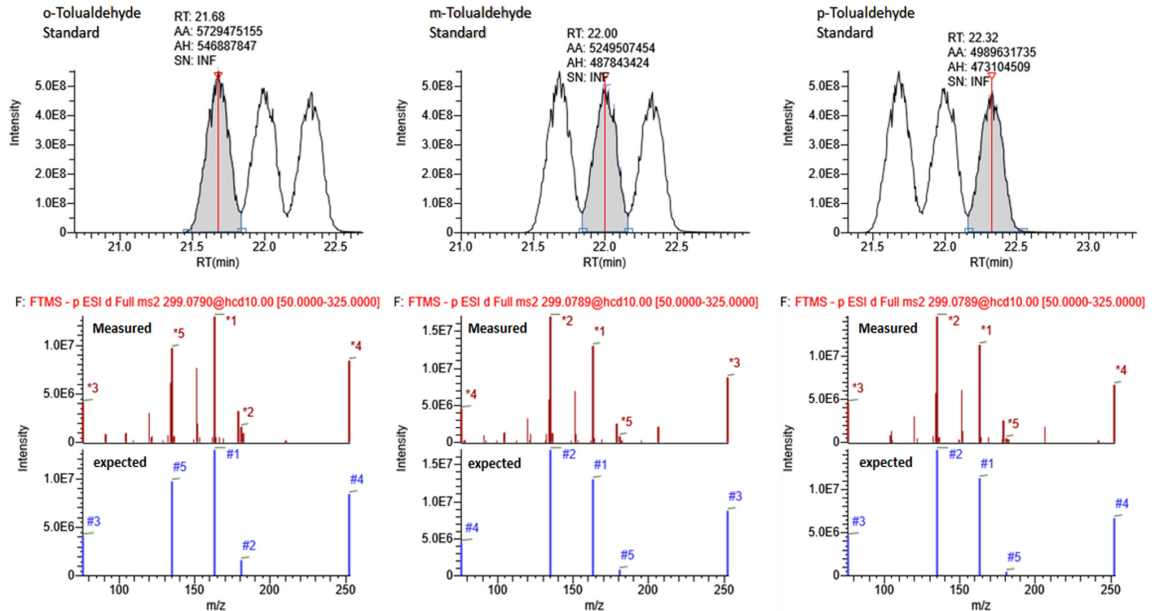 o-Tolualdehyde
Standard
RT: 21.68
AA: 5729475155
AH: 546887847
SN: INF
5.0E8
4.0E8
3.0E8
2.0E8
1.0E8
0
Intensity
21.0 21.5 22.0 22.5
RT(min)
m-Tolualdehyde
Standard
RT: 22.00
AA: 5249507454
AH: 487843424
SN: INF
5.0E8
4.0E8
3.0E8
2.0E8
1.0E8
0
Intensity
21.0 21.5 22.0 22.5
RT(min)
p-Tolualdehyde
Standard
RT: 22.32
AA: 4989631735
AH: 473104509
SN: INF
5.0E8
4.0E8
3.0E8
2.0E8
1.0E8
0
Intensity
21.5 22.0 22.5 23.0
RT(min)
F: FTMS - p ESI d Full ms2 299.0790@hcd10.00 [50.0000-325.0000]
Measured
*1
*5
*4
*3
*2
1.0E7
5.0E6
0
expected
#1
#5
#4
#3
#2
1.0E7
5.0E6
0
Intensity
100 150 200 250
m/z
F: FTMS - p ESI d Full ms2 299.0789@hcd10.00 [50.0000-325.0000]
Measured
*2
*1
*3
*4
*5
1.5E7
1.0E7
5.0E6
0
expected
#2
#1
#3
#4
#5
1.5E7
1.0E7
5.0E6
0
Intensity
100 150 200 250
m/z
F: FTMS - p ESI d Full ms2 299.0789@hcd10.00 [50.0000-325.0000]
Measured
*2
*1
*4
*3
*5
1.0E7
5.0E6
0
expected
#2
#1
#4
#3
#5
1.0E7
5.0E6
0
Intensity
100 150 200 250
m/z